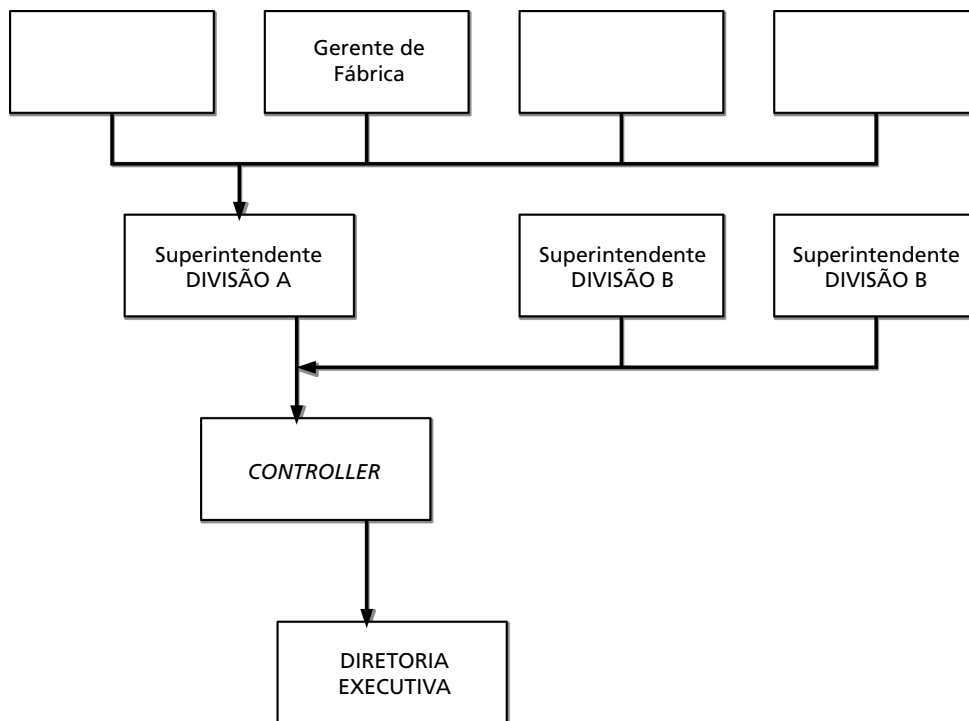 Gerente de
Fábrica
Superintendente
DIVISÃO A
Superintendente
DIVISÃO B
Superintendente
DIVISÃO B
CONTROLLER
DIRETORIA
EXECUTIVA